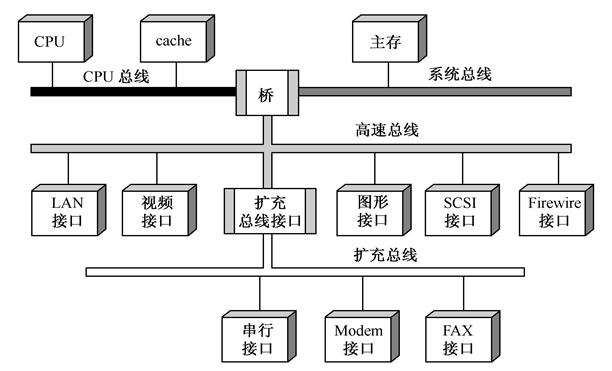 CPU
cache
主存
CPU 总线
桥
系统总线
高速总线
LAN
接口
视频
接口
扩充
总线接口
图形
接口
SCSI
接口
Firewire
接口
扩充总线
串行
接口
Modem
接口
FAX
接口